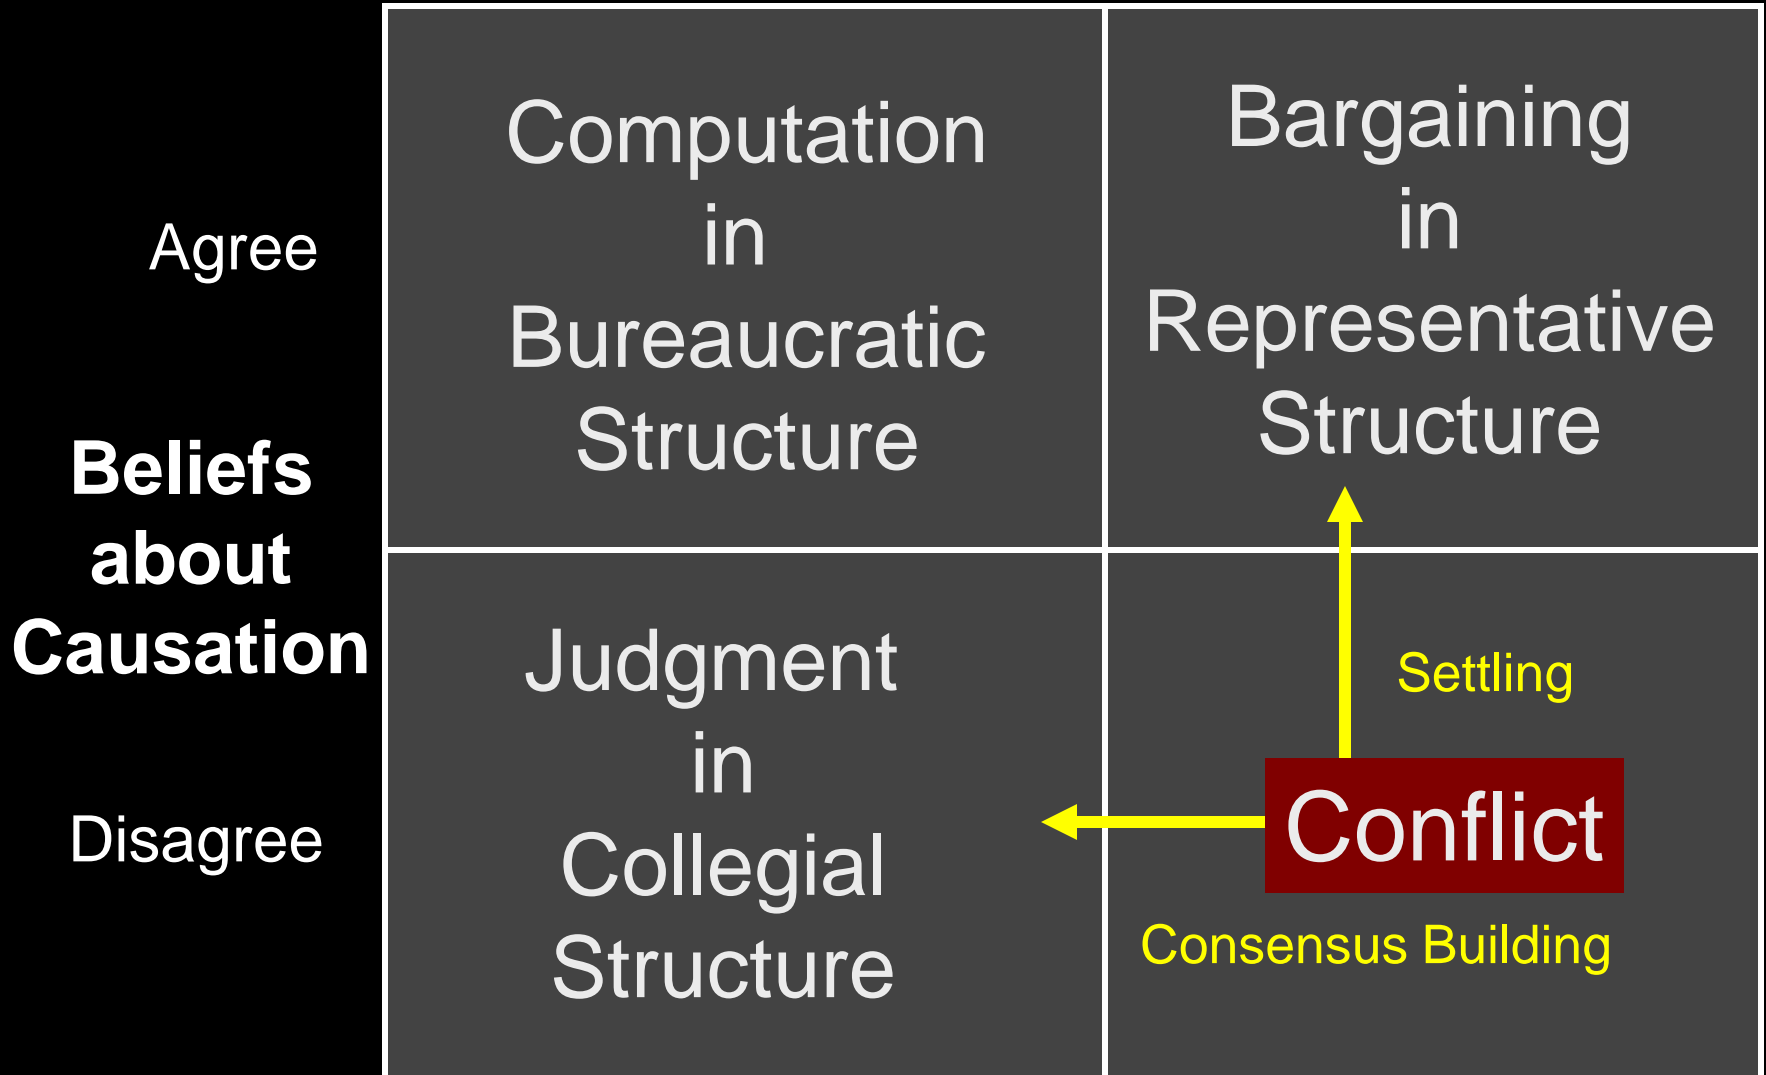 Agree
Beliefs
about
Causation
Disagree
Computation
in
Bureaucratic
Structure
Bargaining
in
Representative
Structure
Judgment
in
Collegial
Structure
Settling
Conflict
Consensus Building